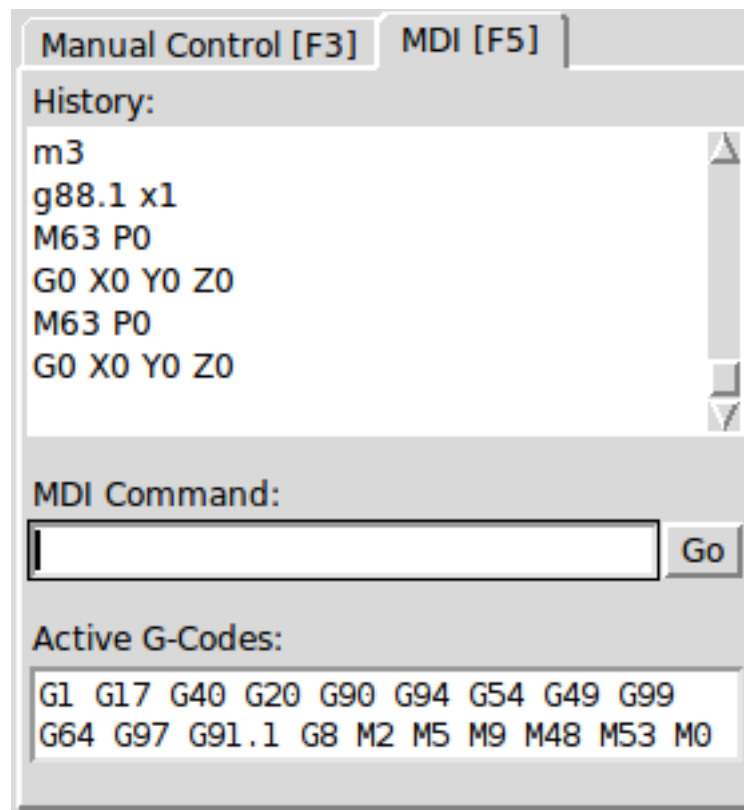 Manual Control [F3] MDI [F5]
History:
m3
g88.1 x1
M63 P0
G0 X0 Y0 Z0
M63 P0
G0 X0 Y0 Z0
MDI Command:
Go
Active G-Codes:
G1 G17 G40 G20 G90 G94 G54 G49 G99
G64 G97 G91.1 G8 M2 M5 M9 M48 M53 M0